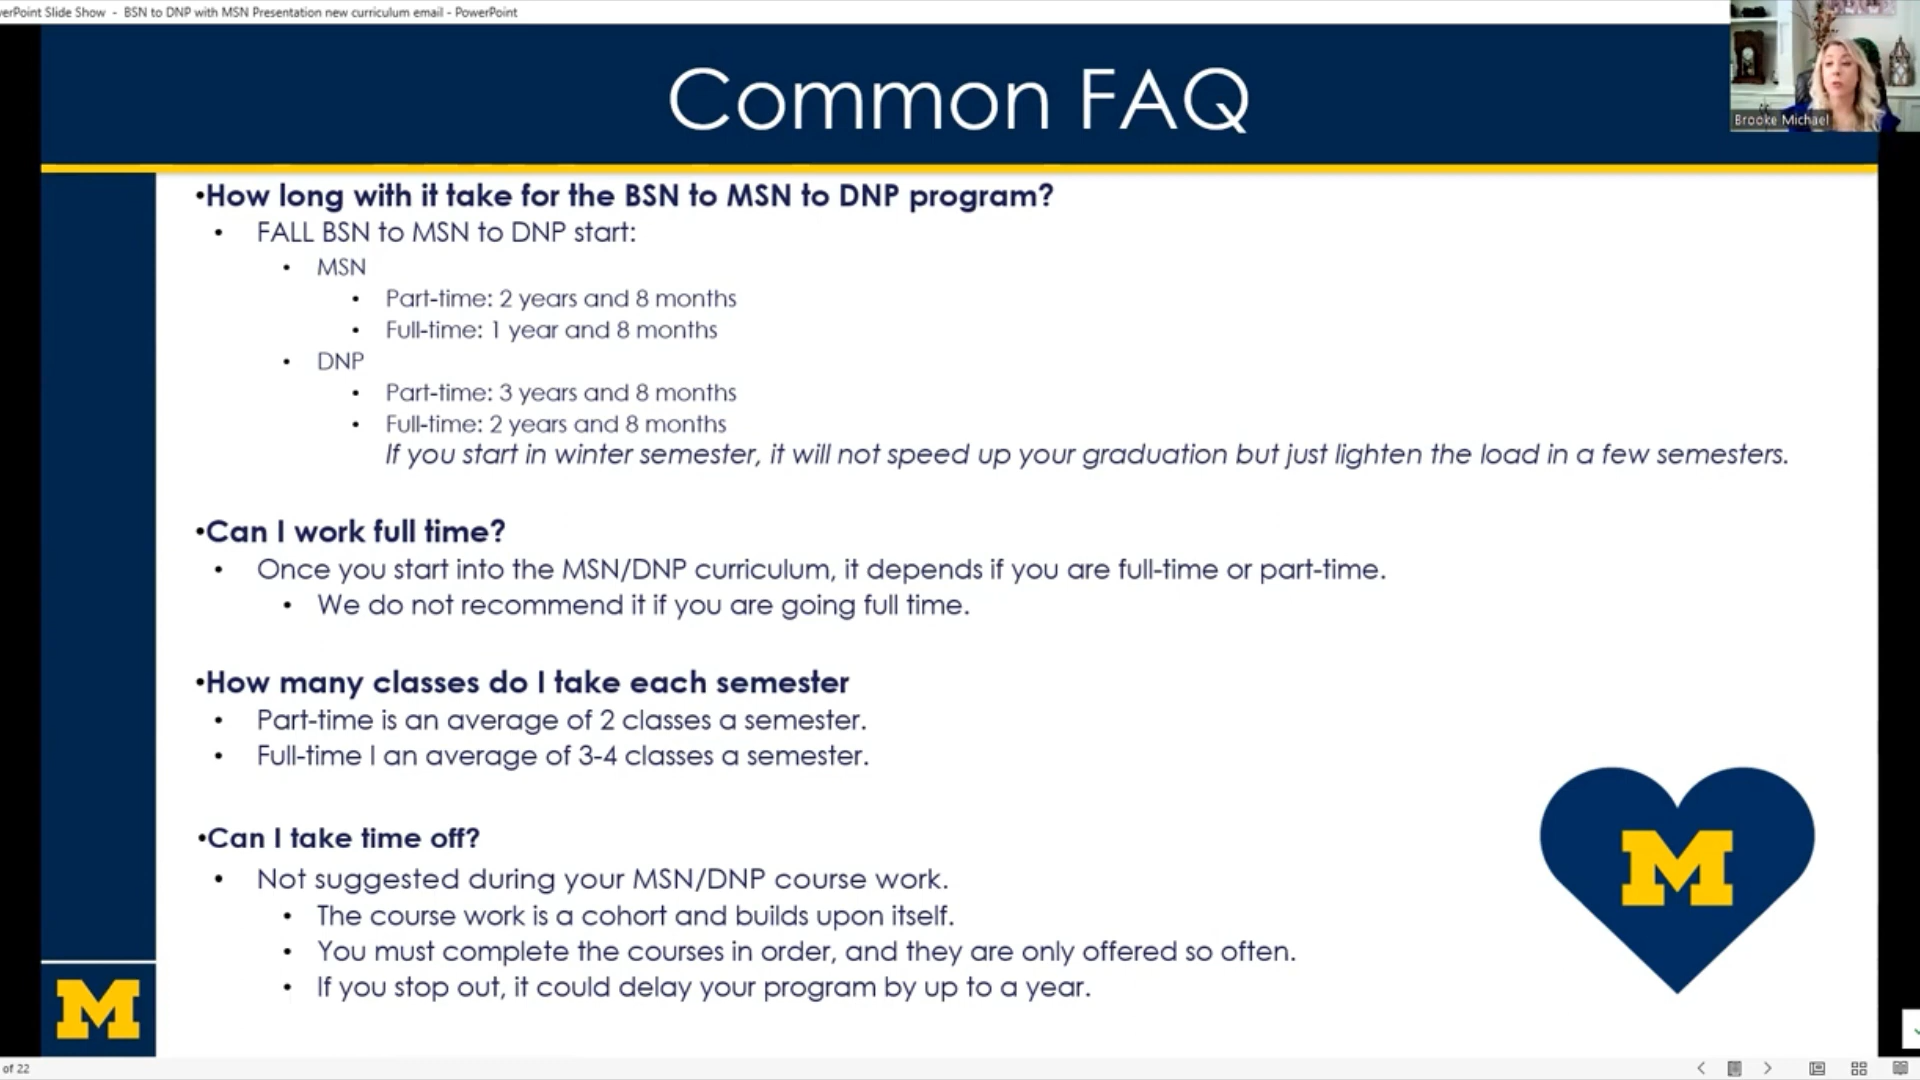 erPoint Slide Show - BSN to DNP with MSN Presentation new curriculum email - PowerPoint
Common FAQ
Brooke Michael
•How long with it take for the BSN to MSN to DNP program?
• FALL BSN to MSN to DNP start:
• MSN
• Part-time: 2 years and 8 months
• Full-time: 1 year and 8 months
• DNP
• Part-time: 3 years and 8 months
• Full-time: 2 years and 8 months
If you start in winter semester, it will not speed up your graduation but just lighten the load in a few semesters.
•Can I work full time?
• Once you start into the MSN/DNP curriculum, it depends if you are full-time or part-time.
• We do not recommend it if you are going full time.
•How many classes do I take each semester
• Part-time is an average of 2 classes a semester.
• Full-time I an average of 3-4 classes a semester.
•Can I take time off?
• Not suggested during your MSN/DNP course work.
• The course work is a cohort and builds upon itself.
• You must complete the courses in order, and they are only offered so often.
• If you stop out, it could delay your program by up to a year.
M
M
of 22